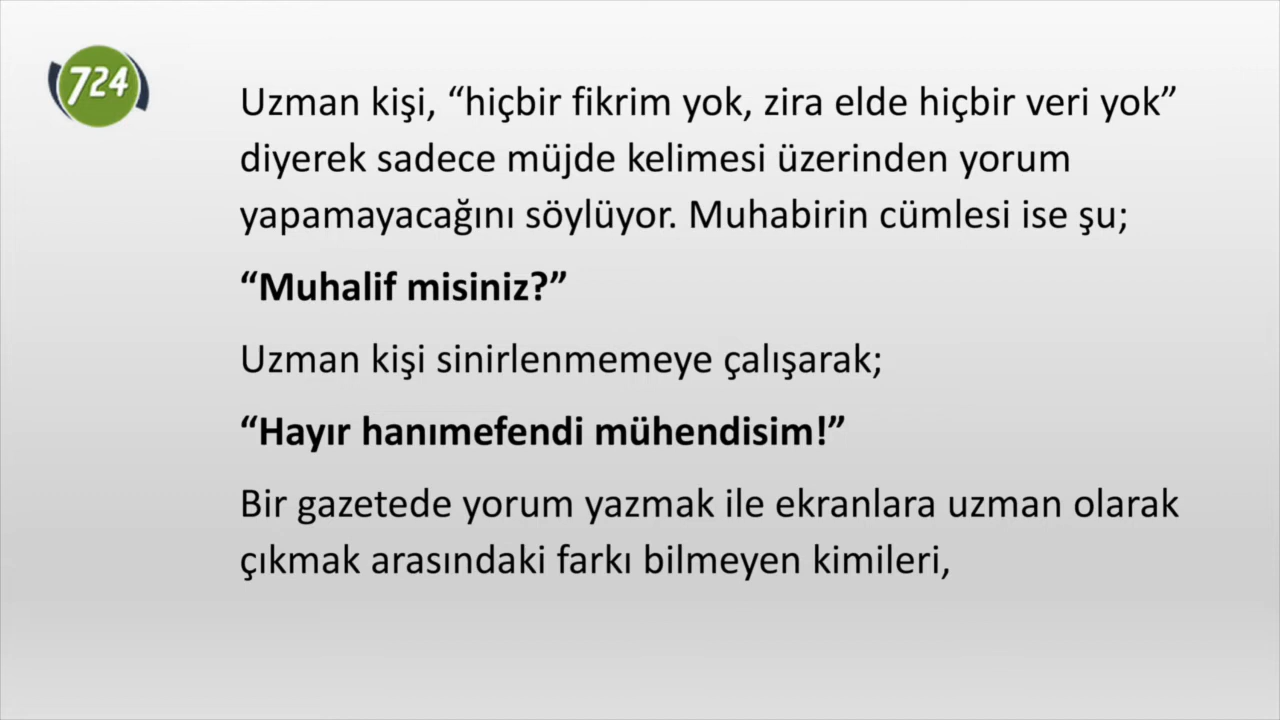 724
Uzman kişi, “hiçbir fikrim yok, zira elde hiçbir veri yok”
diyerek sadece müjde kelimesi üzerinden yorum
yapamayacağını söylüyor. Muhabirin cümlesi ise şu;
“Muhalif misiniz?”
Uzman kişi sinirlenmemeye çalışarak;
“Hayır hanımefendi mühendisim!”
Bir gazetede yorum yazmak ile ekranlara uzman olarak
çıkmak arasındaki farkı bilmeyen kimileri,